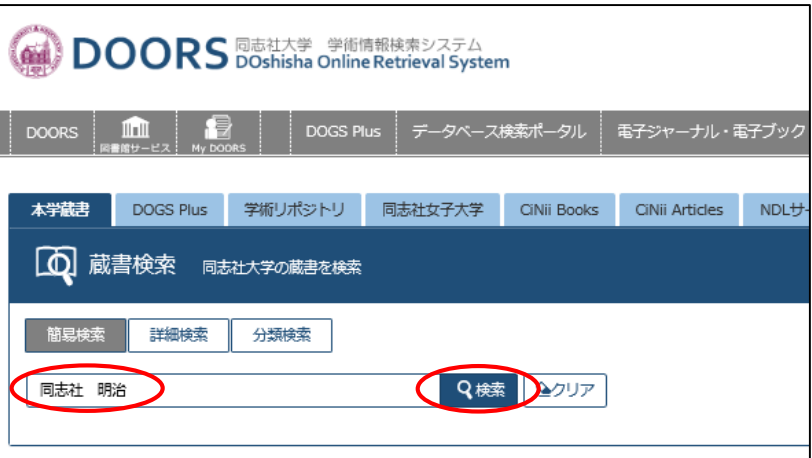 DOORS 同志社大学 学術情報検索システム
DOshisha Online Retrieval System
DOORS 図書館サービス My DOORS DOGS Plus データベース検索ポータル 電子ジャーナル・電子ブック
本学蔵書 DOGS Plus 学術リポジトリ 同志社女子大学 CiNii Books CiNii Articles NDLサ
蔵書検索 同志社大学の蔵書を検索
簡易検索 詳細検索 分類検索
同志社　明治 検索 クリア